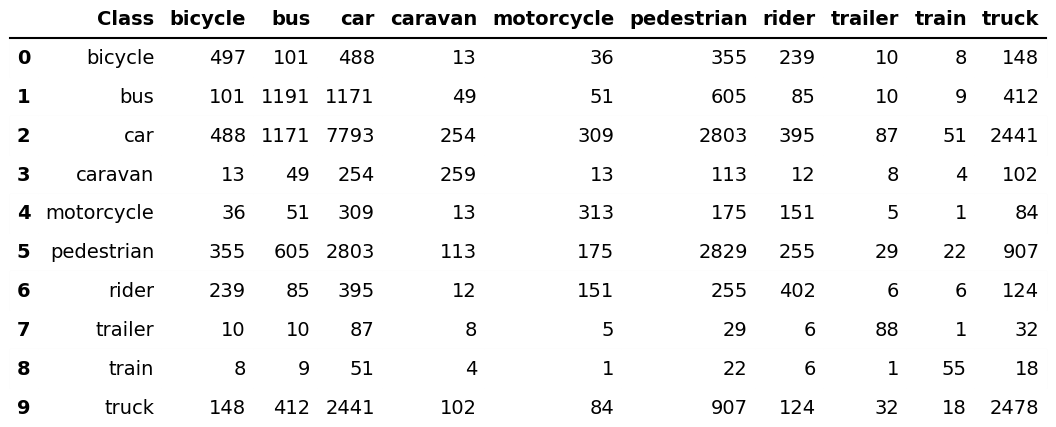 Class bicycle bus car caravan motorcycle pedestrian rider trailer train truck
0 bicycle 497 101 488 13 36 355 239 10 8 148
1 bus 101 1191 1171 49 51 605 85 10 9 412
2 car 488 1171 7793 254 309 2803 395 87 51 2441
3 caravan 13 49 254 259 13 113 12 8 4 102
4 motorcycle 36 51 309 13 313 175 151 5 1 84
5 pedestrian 355 605 2803 113 175 2829 255 29 22 907
6 rider 239 85 395 12 151 255 402 6 6 124
7 trailer 10 10 87 8 5 29 6 88 1 32
8 train 8 9 51 4 1 22 6 1 55 18
9 truck 148 412 2441 102 84 907 124 32 18 2478